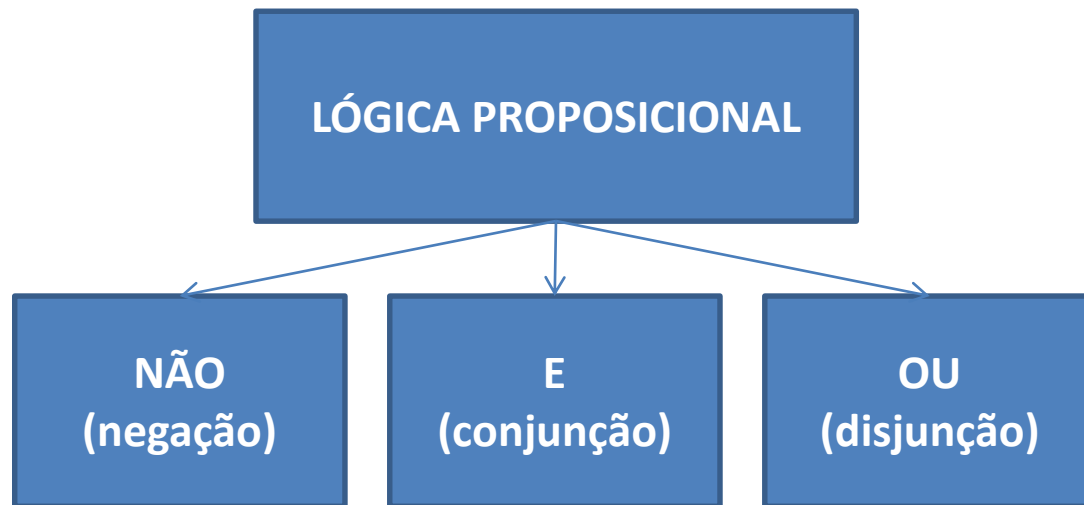 LÓGICA PROPOSICIONAL
NÃO
(negação)
E
(conjunção)
OU
(disjunção)